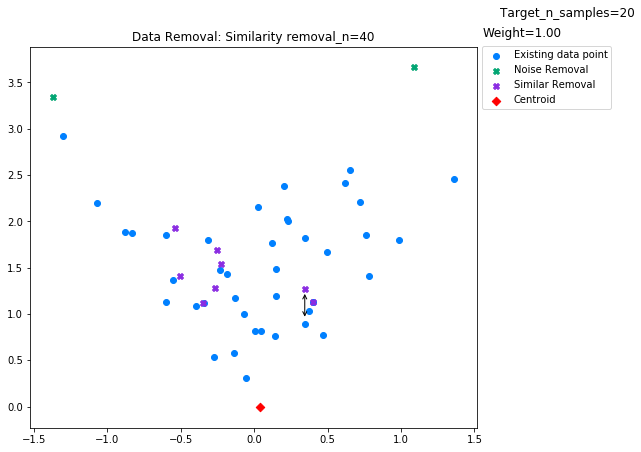 Target_n_samples=20
Data Removal: Similarity removal_n=40
Weight=1.00
Existing data point
Noise Removal
Similar Removal
Centroid
3.5
3.0
2.5
2.0
1.5
1.0
0.5
0.0
−1.5 −1.0 −0.5 0.0 0.5 1.0 1.5